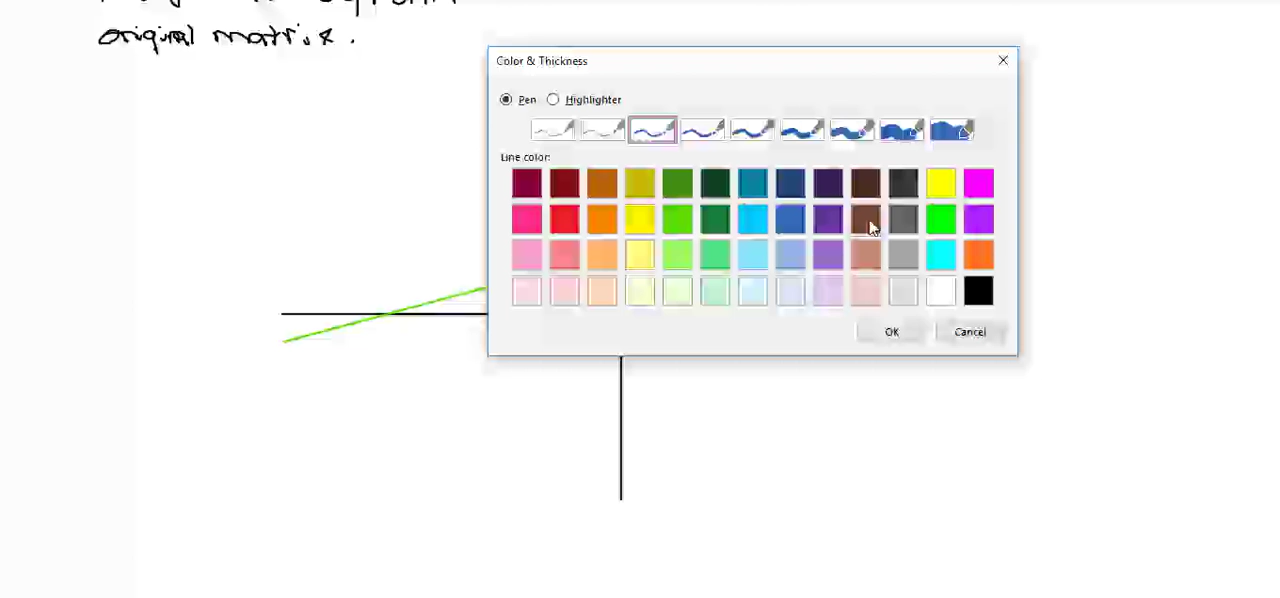 original matrix.
Color & Thickness
Pen Highlighter
Line color:
OK Cancel